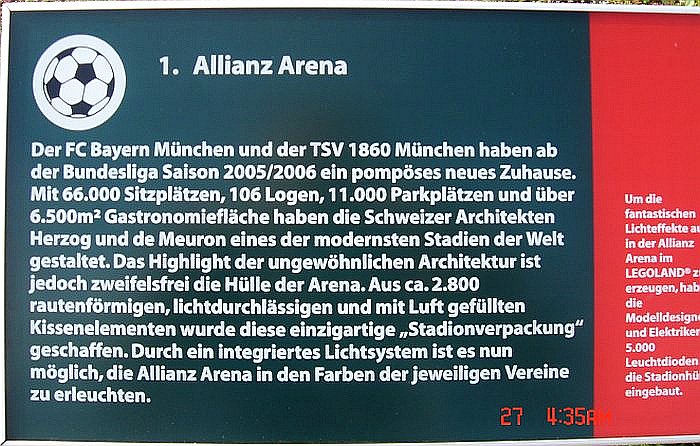 1. Allianz Arena
Der FC Bayern München und der TSV 1860 München haben ab
der Bundesliga Saison 2005/2006 ein pompöses neues Zuhause.
Mit 66.000 Sitzplätzen, 106 Logen, 11.000 Parkplätzen und über
6.500m² Gastronomiefläche haben die Schweizer Architekten
Herzog und de Meuron eines der modernsten Stadien der Welt
gestaltet. Das Highlight der ungewöhnlichen Architektur ist
jedoch zweifelsfrei die Hülle der Arena. Aus ca. 2.800
rautenförmigen, lichtdurchlässigen und mit Luft gefüllten
Kissenelementen wurde diese einzigartige „Stadionverpackung“
geschaffen. Durch ein integriertes Lichtsystem ist es nun
möglich, die Allianz Arena in den Farben der jeweiligen Vereine
zu erleuchten.
Um die
fantastischen
Lichteffekte au
in der Allianz
Arena im
LEGOLAND® z
erzeugen, hab
die
Modelldesigne
und Elektriker
5.000
Leuchtdioden
die Stadionhü
eingebaut.
27 4:35AM